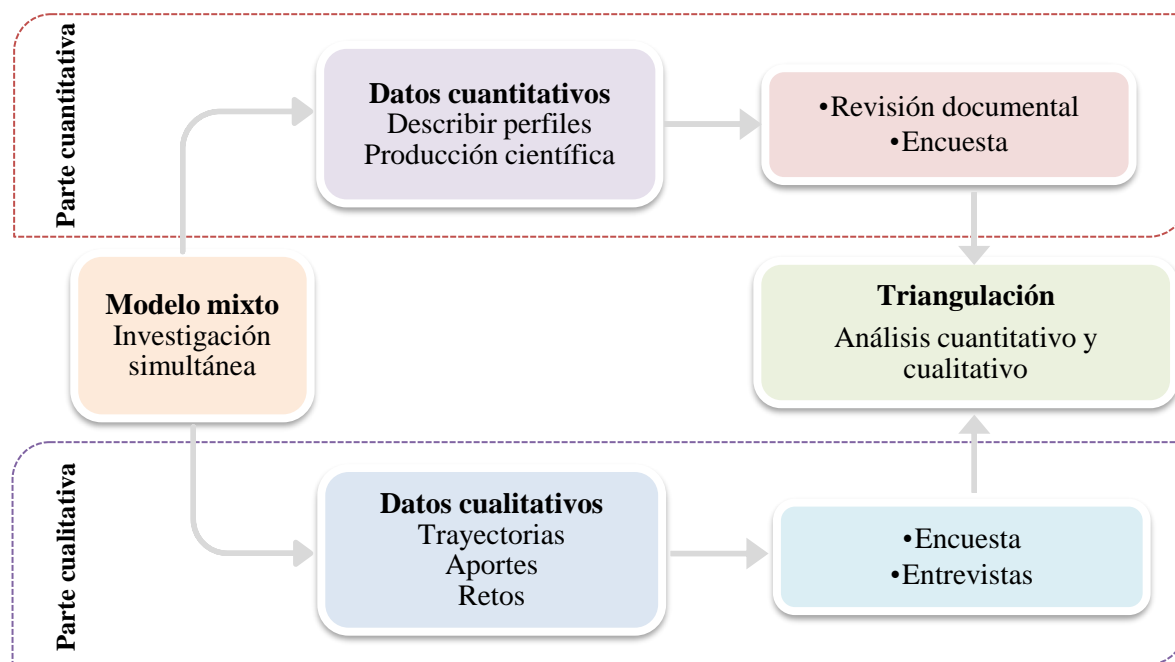 Parte cuantitativa
Datos cuantitativos
Describir perfiles
Producción científica
•Revisión documental
•Encuesta
Modelo mixto
Investigación
simultánea
Triangulación
Análisis cuantitativo y
cualitativo
Parte cualitativa
Datos cualitativos
Trayectorias
Aportes
Retos
•Encuesta
•Entrevistas